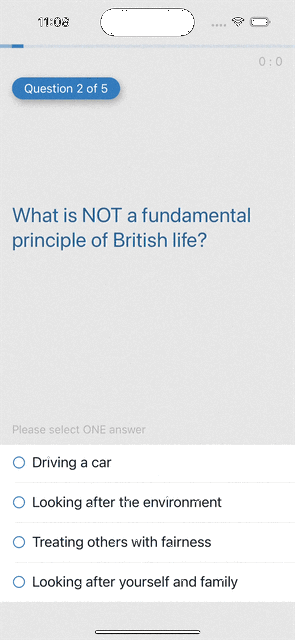 11:06
0 : 0
Question 2 of 5
What is NOT a fundamental
principle of British life?
Please select ONE answer
Driving a car
Looking after the environment
Treating others with fairness
Looking after yourself and family